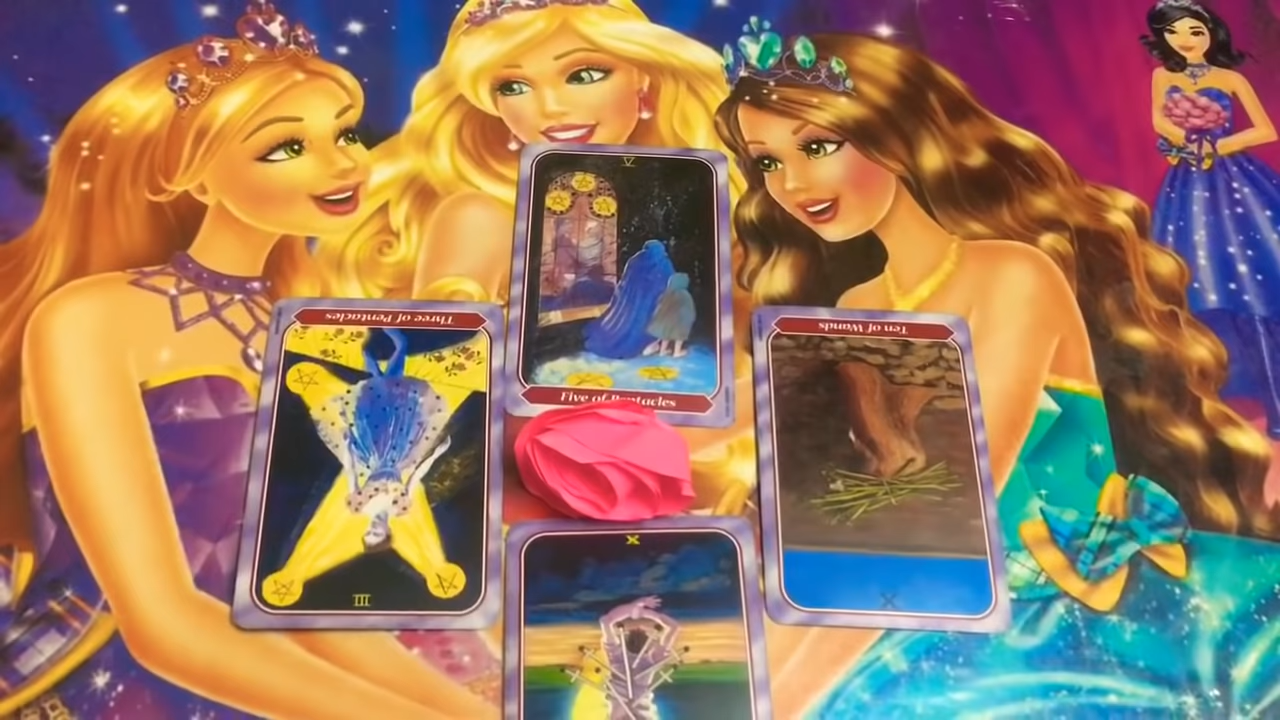 V
Three of Pentacles
Ten of Wands
Five of Pentacles
X
III
X